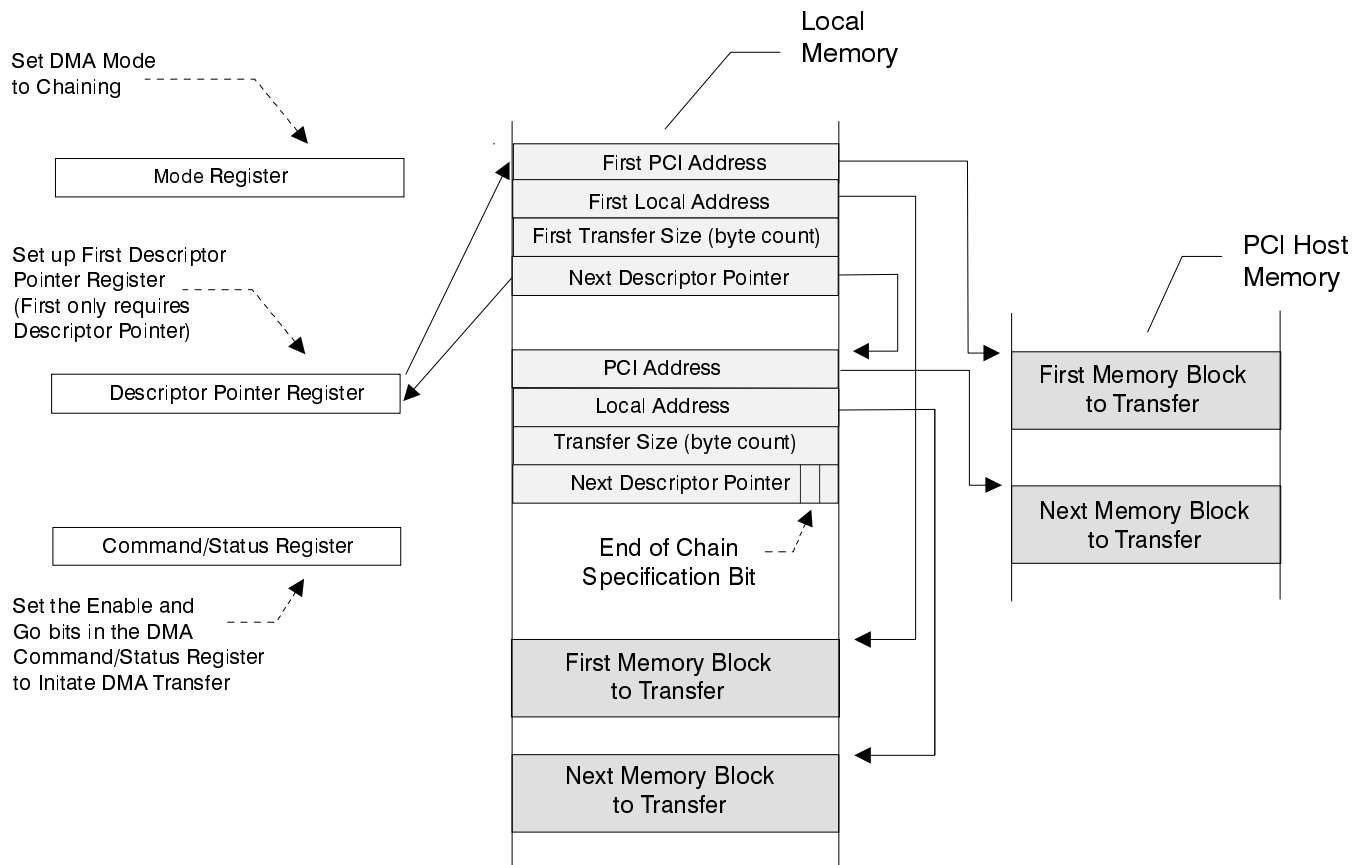 Local
Memory
Set DMA Mode
to Chaining
Mode Register
Set up First Descriptor
Pointer Register
(First only requires
Descriptor Pointer)
Descriptor Pointer Register
Command/Status Register
Set the Enable and
Go bits in the DMA
Command/Status Register
to Initate DMA Transfer
First PCI Address
First Local Address
First Transfer Size (byte count)
Next Descriptor Pointer
PCI Address
Local Address
Transfer Size (byte count)
Next Descriptor Pointer
End of Chain
Specification Bit
First Memory Block
to Transfer
Next Memory Block
to Transfer
PCI Host
Memory
First Memory Block
to Transfer
Next Memory Block
to Transfer